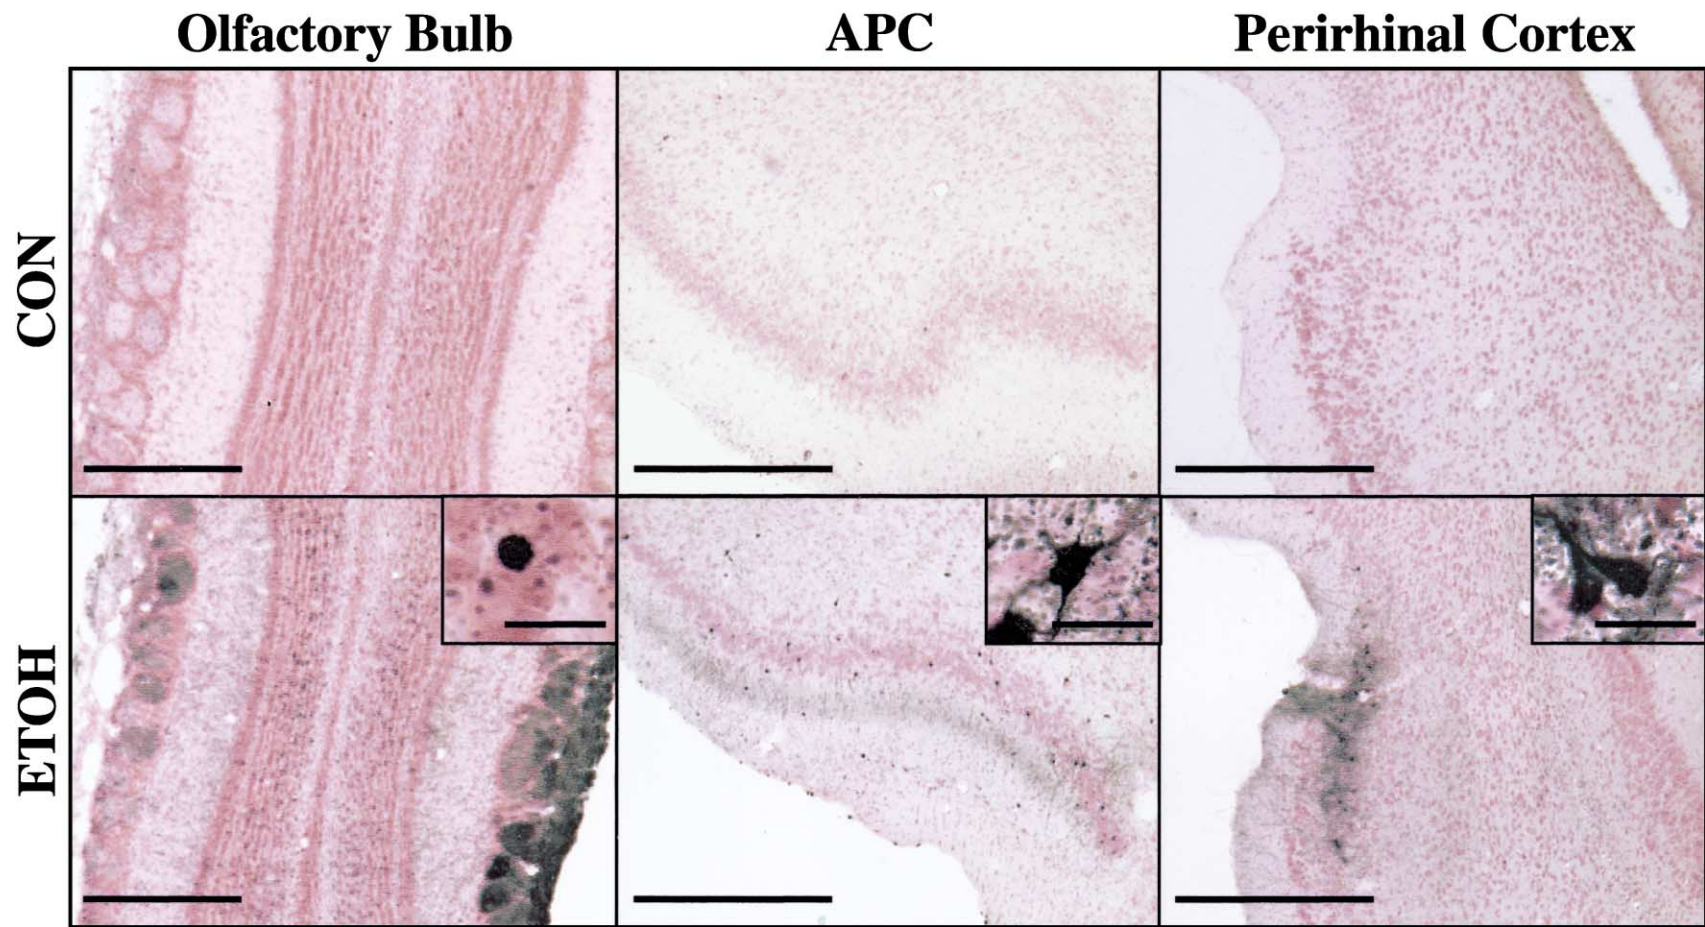 Olfactory Bulb
APC
Perirhinal Cortex
CON
ETOH